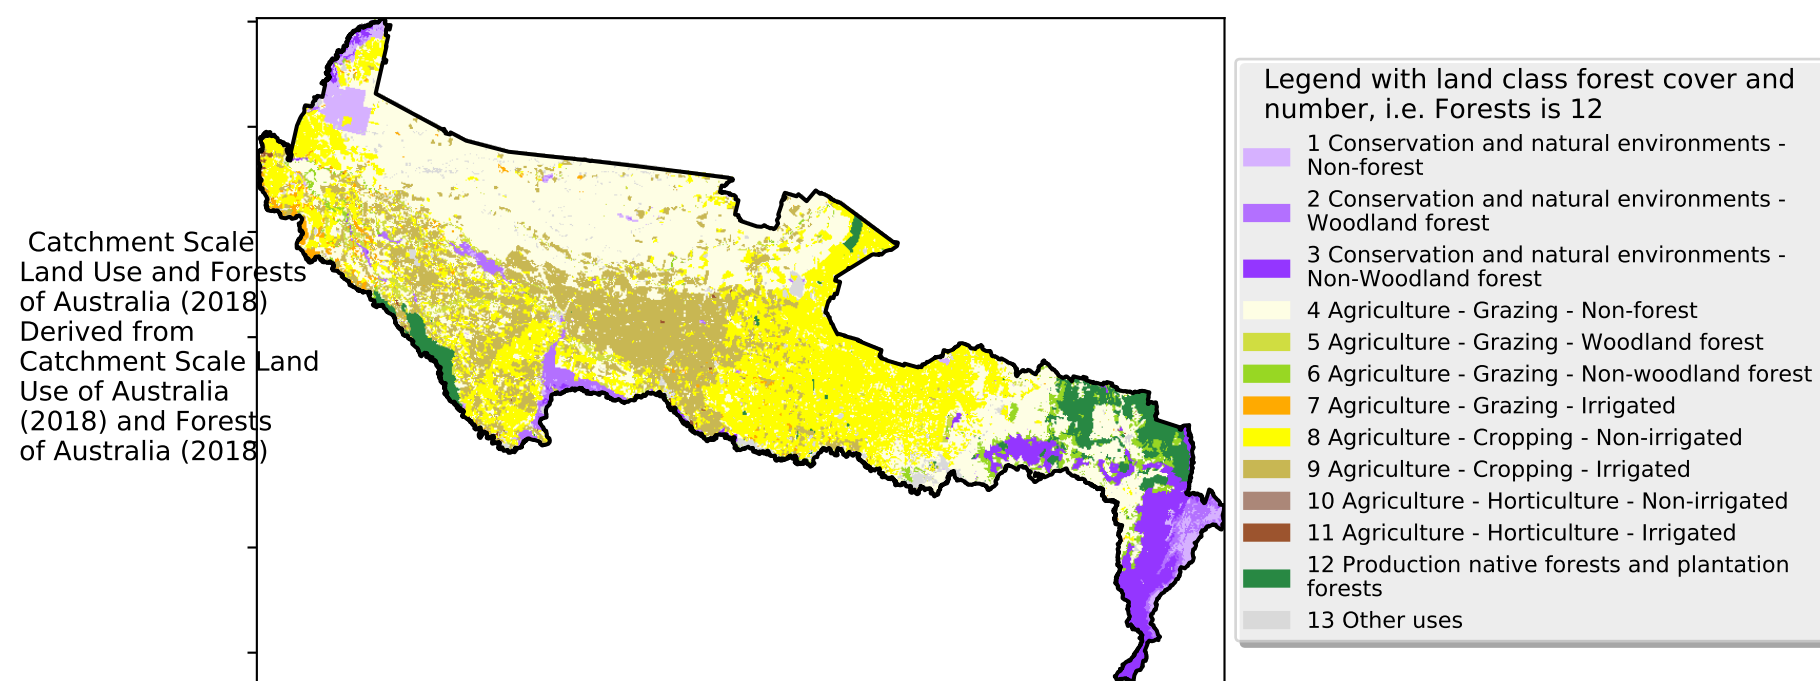 Catchment Scale
Land Use and Forests
of Australia (2018)
Derived from
Catchment Scale Land
Use of Australia
(2018) and Forests
of Australia (2018)
Legend with land class forest cover and
number, i.e. Forests is 12
1 Conservation and natural environments -
Non-forest
2 Conservation and natural environments -
Woodland forest
3 Conservation and natural environments -
Non-Woodland forest
4 Agriculture - Grazing - Non-forest
5 Agriculture - Grazing - Woodland forest
6 Agriculture - Grazing - Non-woodland forest
7 Agriculture - Grazing - Irrigated
8 Agriculture - Cropping - Non-irrigated
9 Agriculture - Cropping - Irrigated
10 Agriculture - Horticulture - Non-irrigated
11 Agriculture - Horticulture - Irrigated
12 Production native forests and plantation
forests
13 Other uses